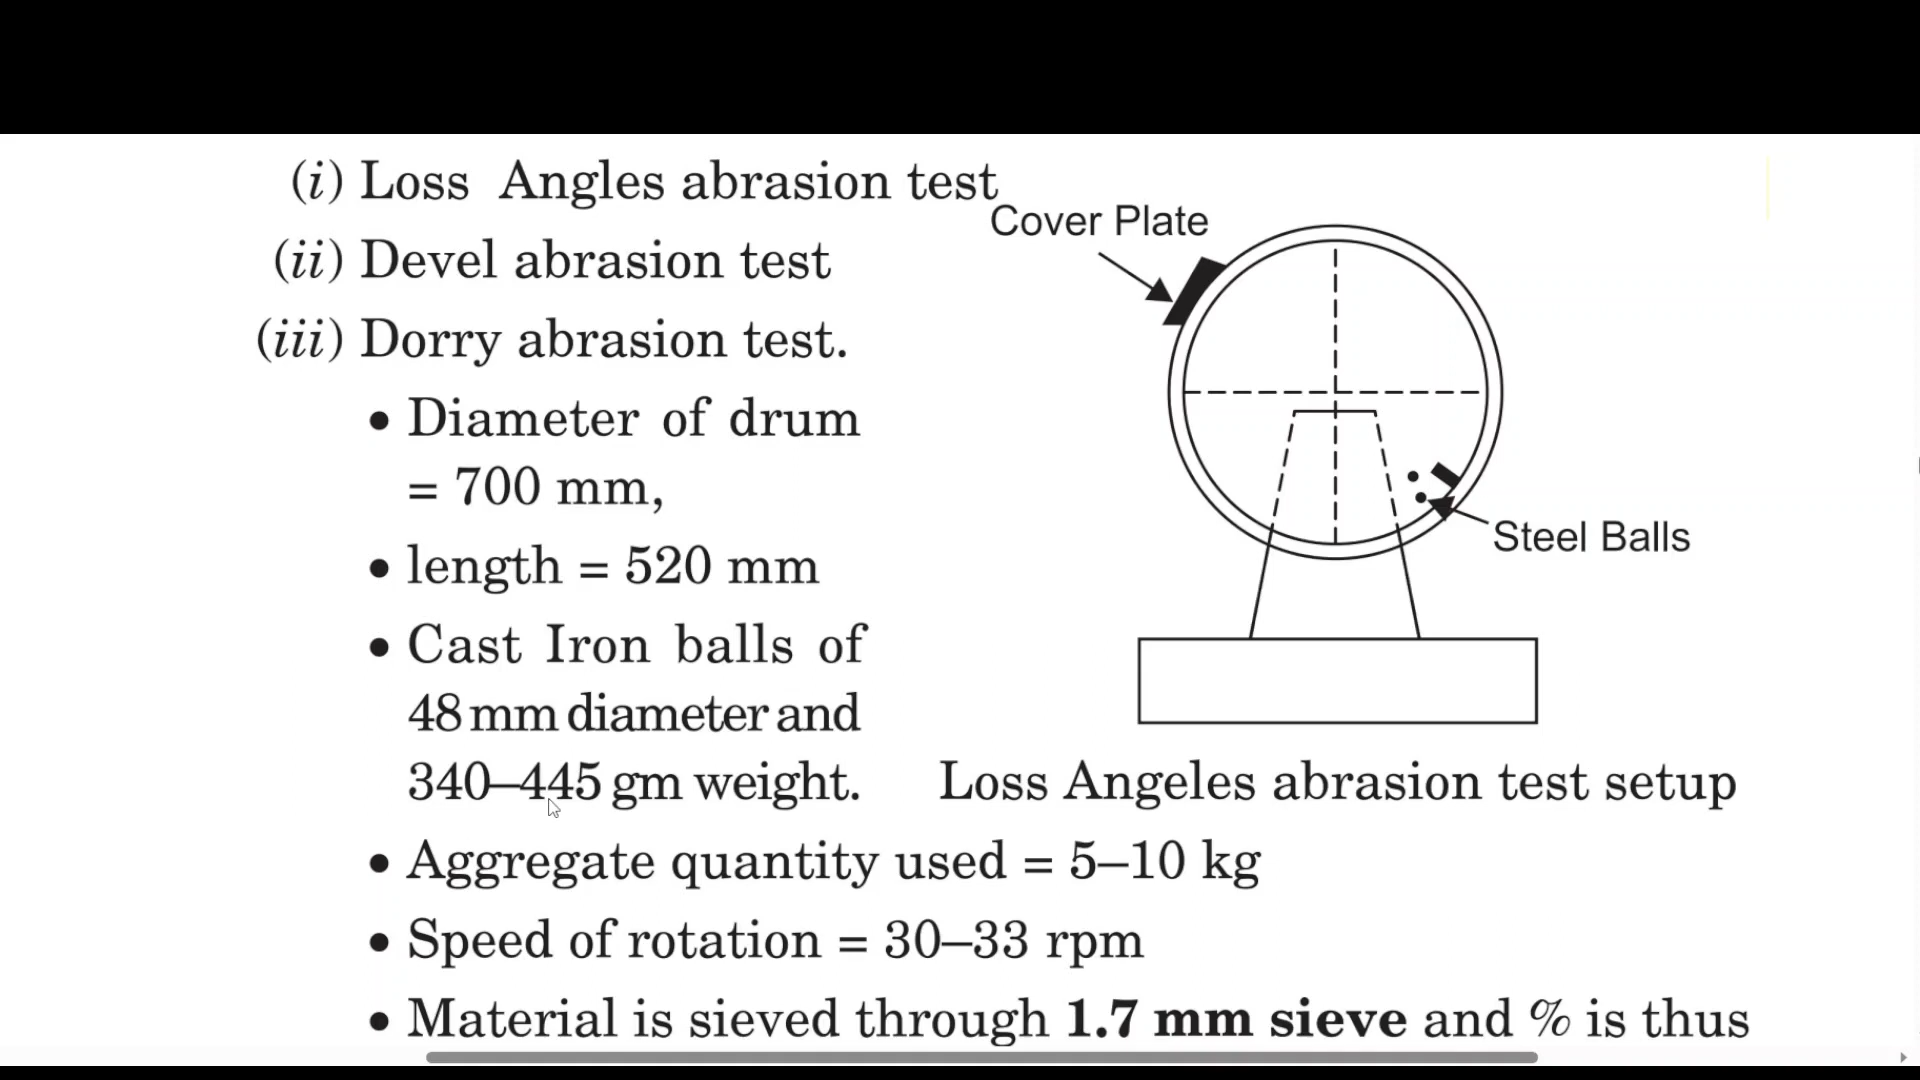 (i) Loss Angles abrasion test
Cover Plate
(ii) Devel abrasion test
(iii) Dorry abrasion test.
• Diameter of drum
= 700 mm,
• length = 520 mm
Steel Balls
• Cast Iron balls of
48 mm diameter and
340–445 gm weight.
Loss Angeles abrasion test setup
• Aggregate quantity used = 5–10 kg
• Speed of rotation = 30–33 rpm
• Material is sieved through 1.7 mm sieve and % is thus